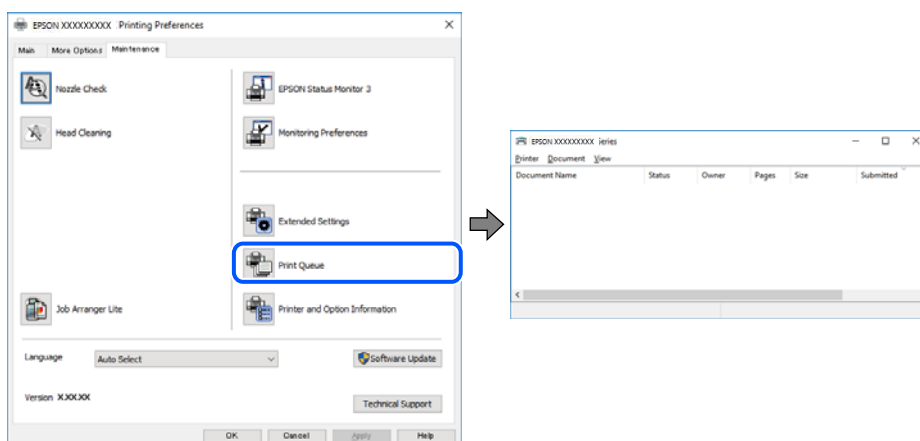 EPSON XXXXXXXXX Printing Preferences
Main More Options Maintenance
Nozzle Check
Head Cleaning
Job Arranger Lite
EPSON Status Monitor 3
Monitoring Preferences
Extended Settings
Print Queue
Printer and Option Information
Language Auto Select Software Update
Version X.XX.XX Technical Support
OK Cancel Apply Help
EPSON XXXXXXXXX ieries
Printer Document View
Document Name Status Owner Pages Size Submitted